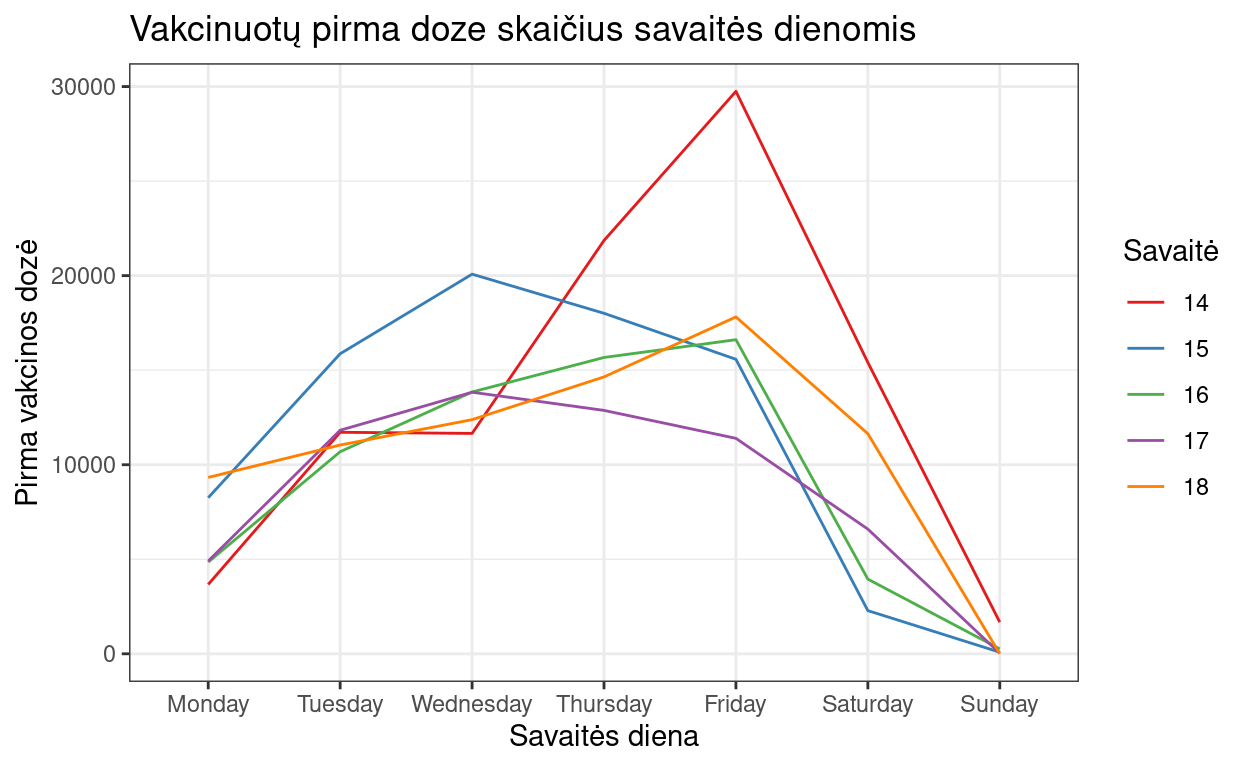 Vakcinuotų pirma doze skaičius savaitės dienomis
Pirma vakcinos dozė
30000
20000
10000
0
Monday Tuesday Wednesday Thursday Friday Saturday Sunday
Savaitės diena
Savaitė
14
15
16
17
18